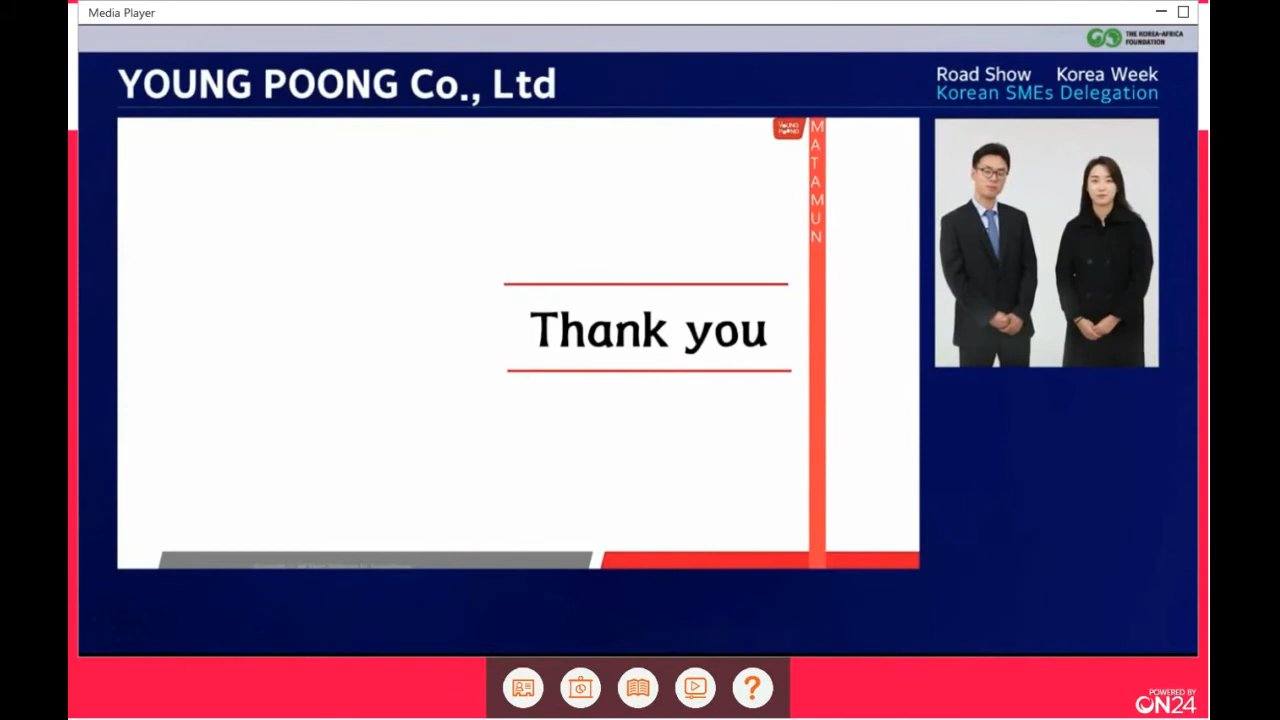 Media Player
THE KOREA-AFRICA
FOUNDATION
YOUNG POONG Co., Ltd
Road Show Korea Week
Korean SMEs Delegation
YOUNG
POONG
MATAMUN
Thank you
?
POWERED BY
ON24